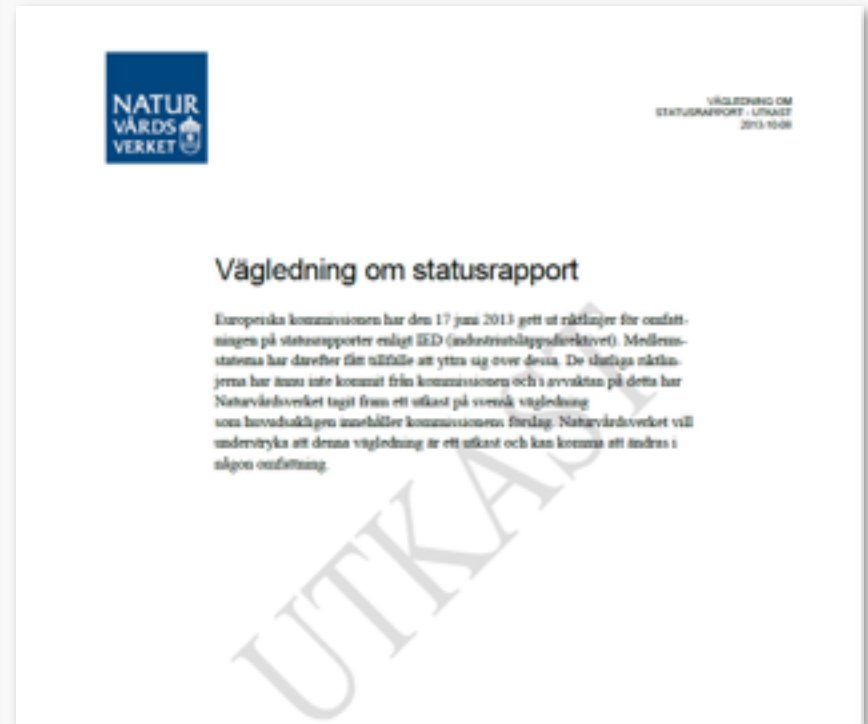 NATUR
VÅRDS
VERKET
VÄGLEDNING OM
STATUSRAPPORT - UTKAST
2013-10-08
Vägledning om statusrapport
Europeiska kommissionen har den 17 juni 2013 gett ut riktlinjer för omfatt-
ningen på statusrapporter enligt IED (industriutsläppsdirektivet). Medlems-
staterna har därefter fått tillfälle att yttra sig över dessa. De slutliga riktlin-
jerna har ännu inte kommit från kommissionen och i avvaktan på detta har
Naturvårdsverket tagit fram ett utkast på svensk vägledning
som huvudsakligen innehåller kommissionens förslag. Naturvårdsverket vill
understryka att denna vägledning är ett utkast och kan komma att ändras i
någon omfattning.
UTKAST